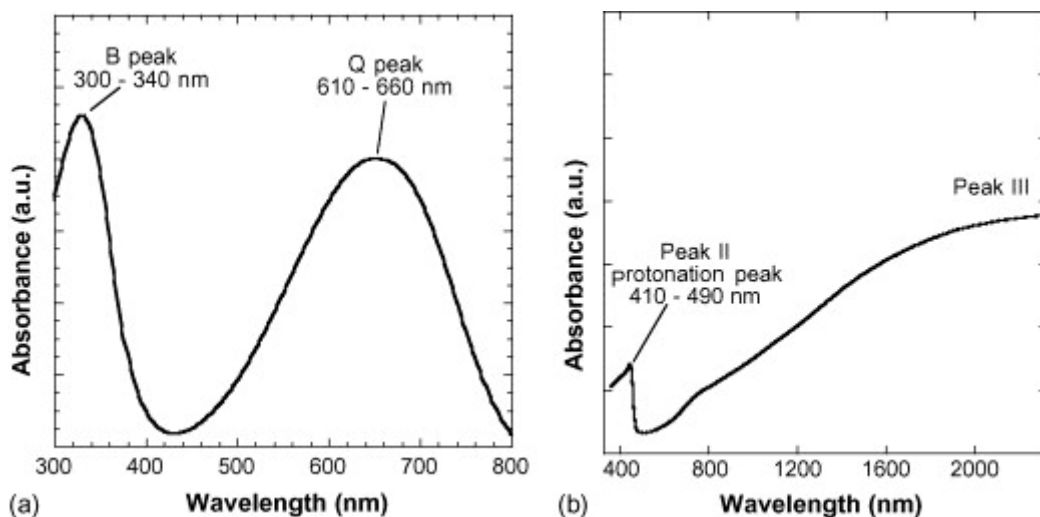 B peak
300 - 340 nm
Q peak
610 - 660 nm
Absorbance (a.u.)
300 400 500 600 700 800
(a) Wavelength (nm)
Peak III
Peak II
protonation peak
410 - 490 nm
Absorbance (a.u.)
400 800 1200 1600 2000
(b) Wavelength (nm)